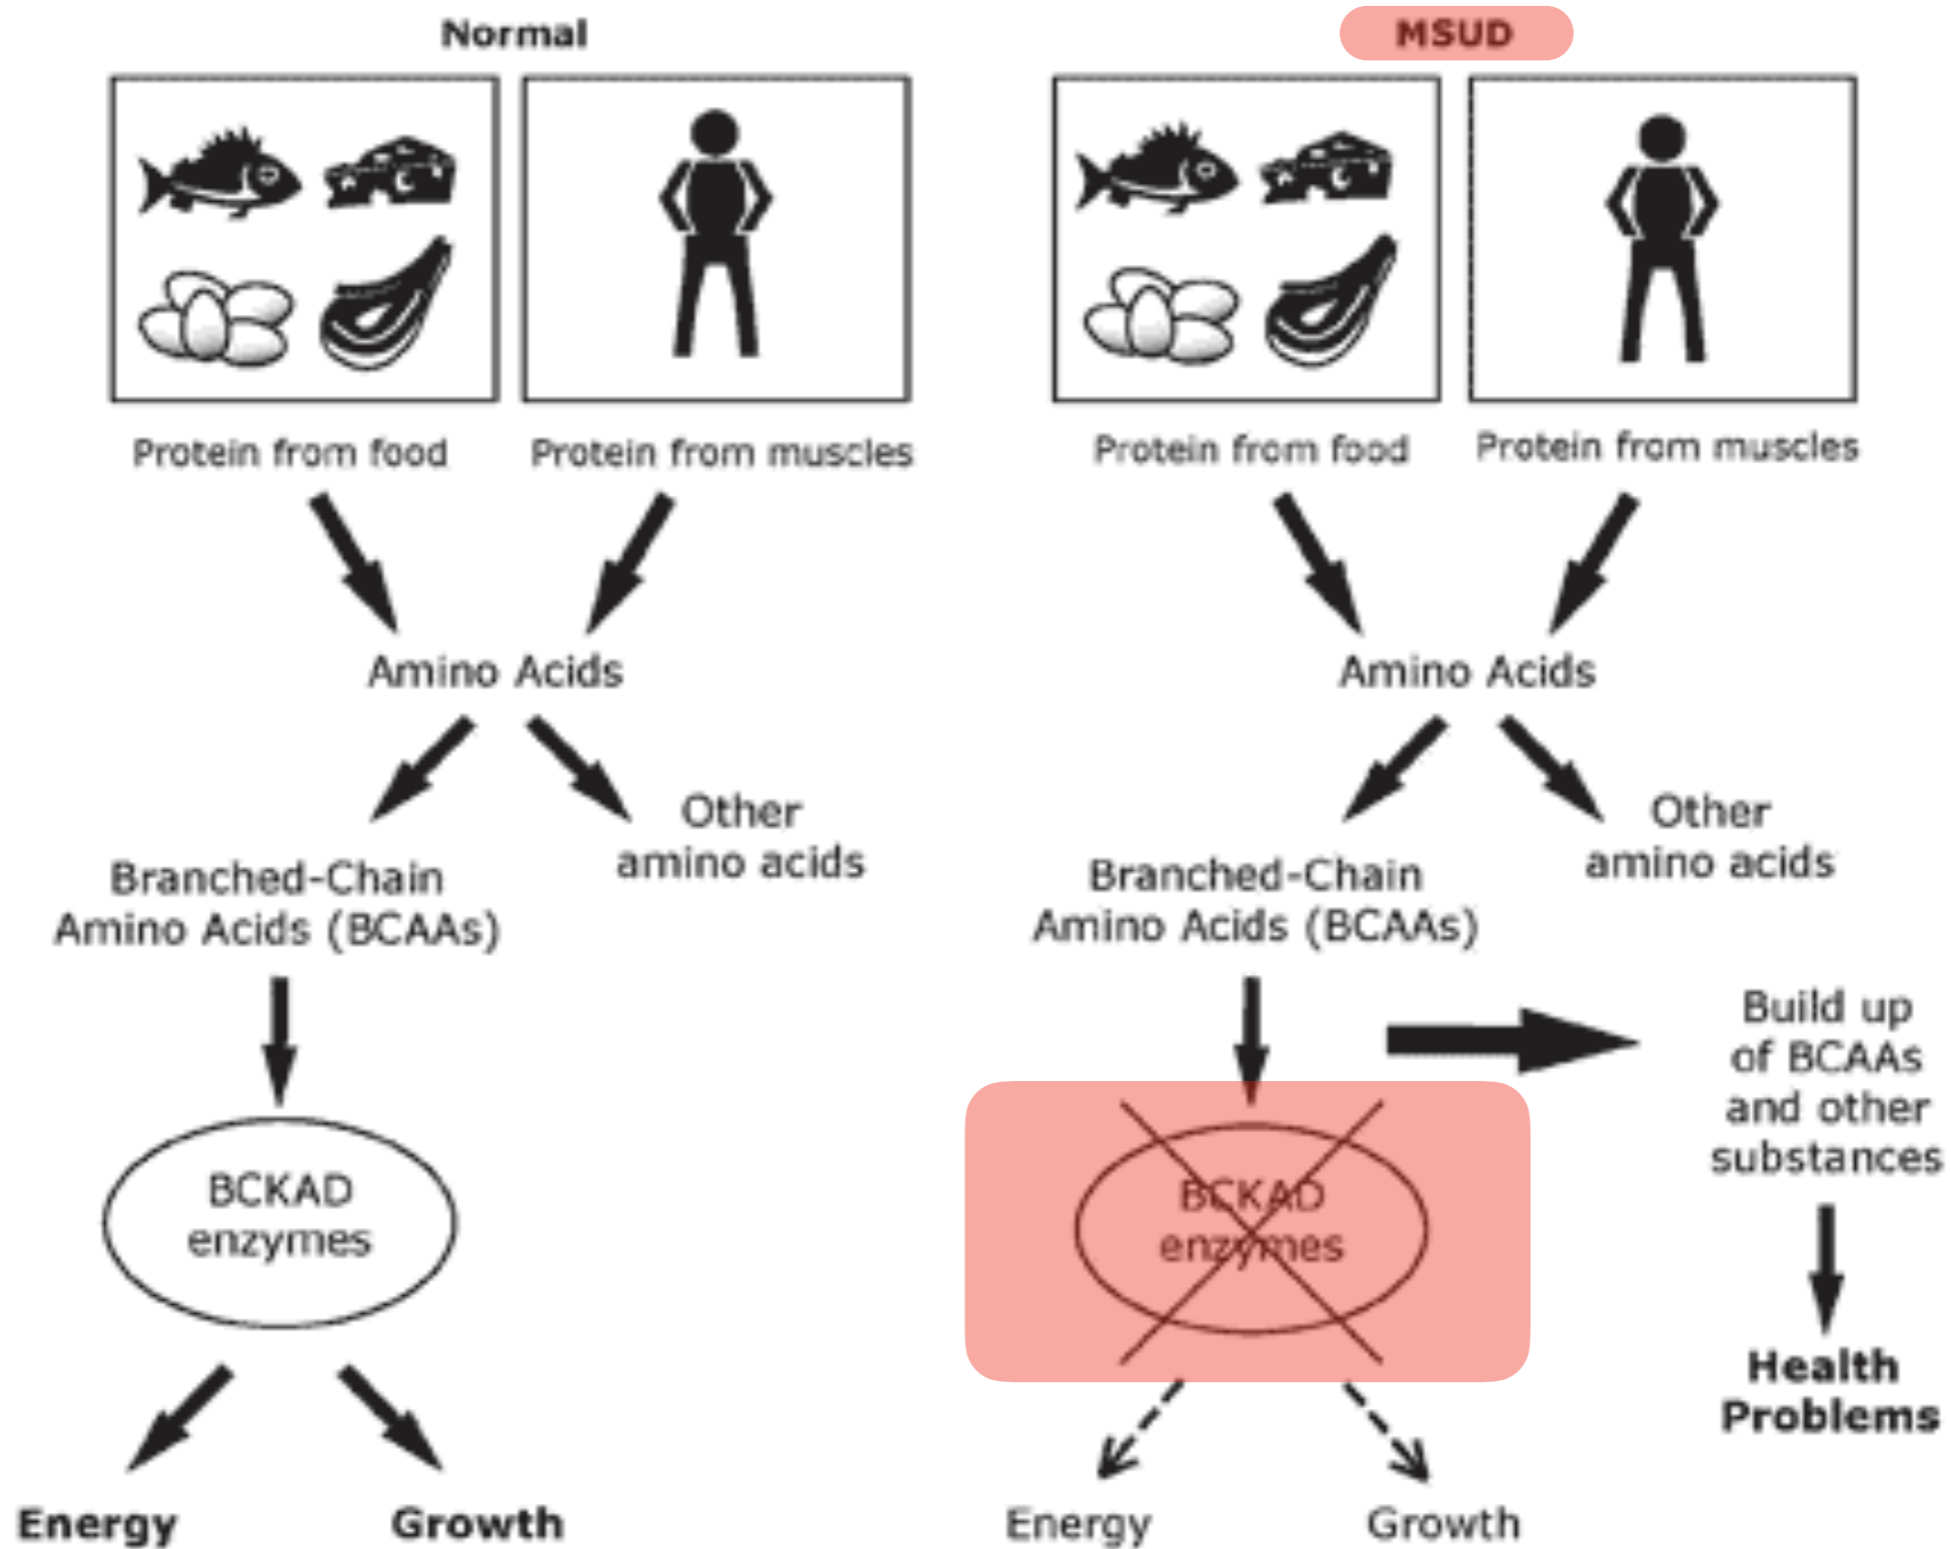 Normal
Protein from food
Protein from muscles
Amino Acids
Other
amino acids
Branched-Chain
Amino Acids (BCAAs)
BCKAD
enzymes
Energy
Growth
MSUD
Protein from food
Protein from muscles
Amino Acids
Other
amino acids
Branched-Chain
Amino Acids (BCAAs)
Build up
of BCAAs
and other
substances
BCKAD
enzymes
Health
Problems
Energy
Growth